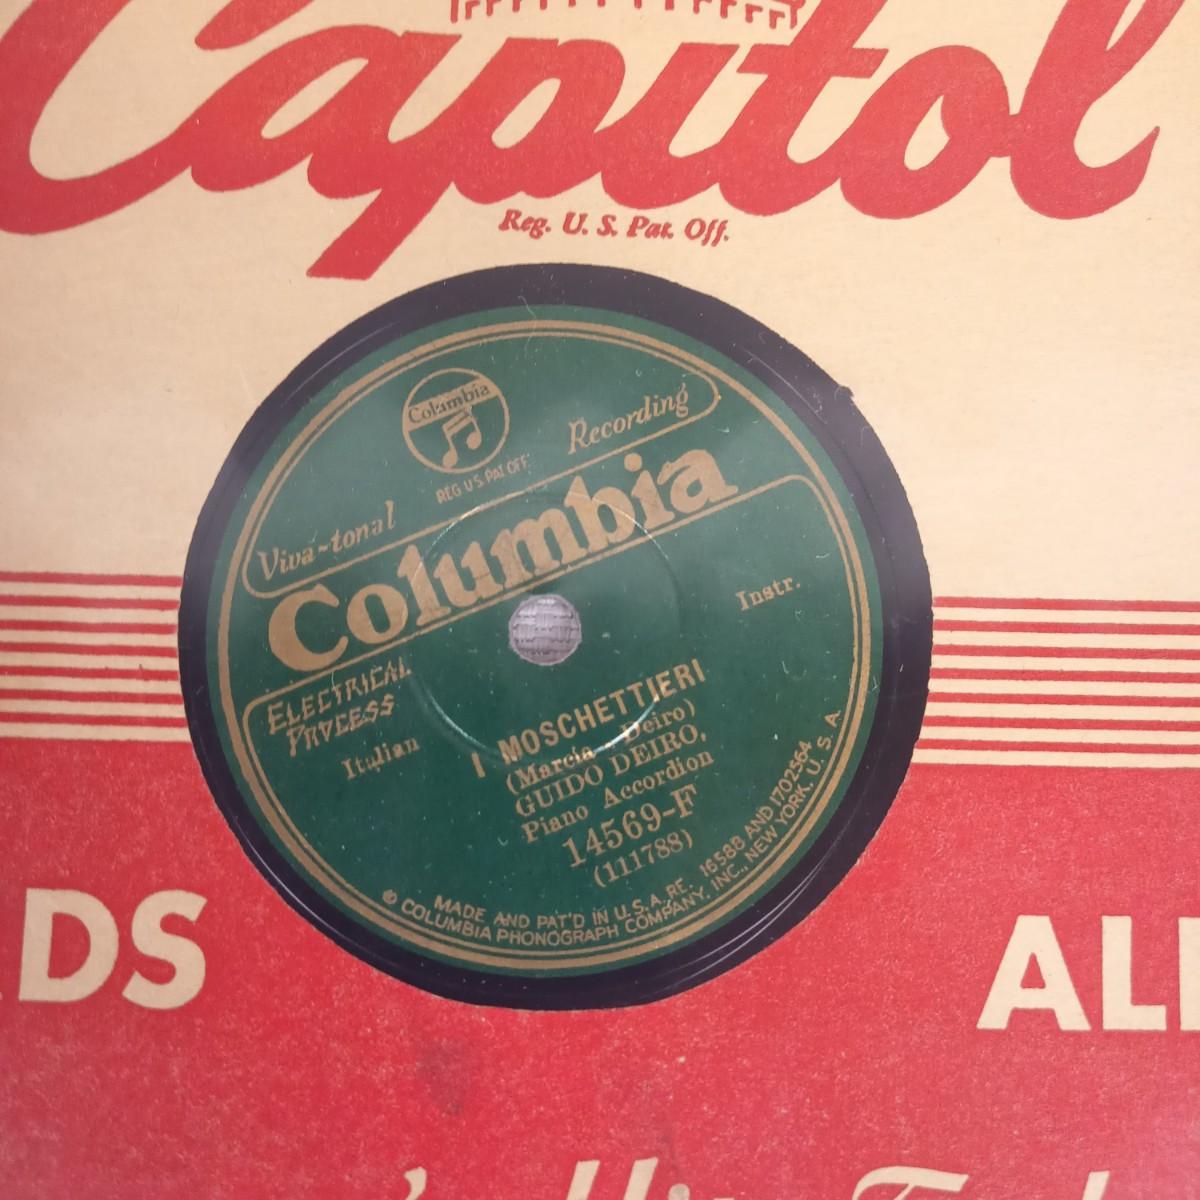 Capitol
Reg. U. S. Pat. Off.
Columbia
REG. U.S. PAT. OFF.
Viva-tonal Recording
Columbia
ELECTRICAL
PROCESS
Italian
Instr.
I MOSCHETTIERI
(Marcia - Deiro)
GUIDO DEIRO,
Piano Accordion
14569-F
(111788)
MADE AND PAT'D IN U.S.A. RE. 16588 AND 1702564
© COLUMBIA PHONOGRAPH COMPANY, INC., NEW YORK, U. S. A.
DS
ALB